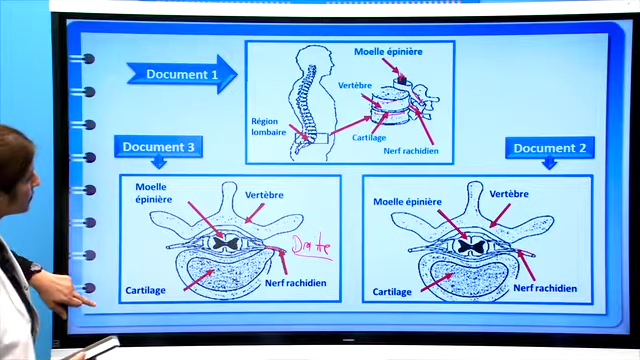 Document 1
Moelle épinière
Vertèbre
Région
lombaire
Cartilage
Nerf rachidien
Document 3
Document 2
Moelle
épinière
Vertèbre
Droite
Cartilage
Nerf rachidien
Moelle épinière
Vertèbre
Cartilage
Nerf rachidien